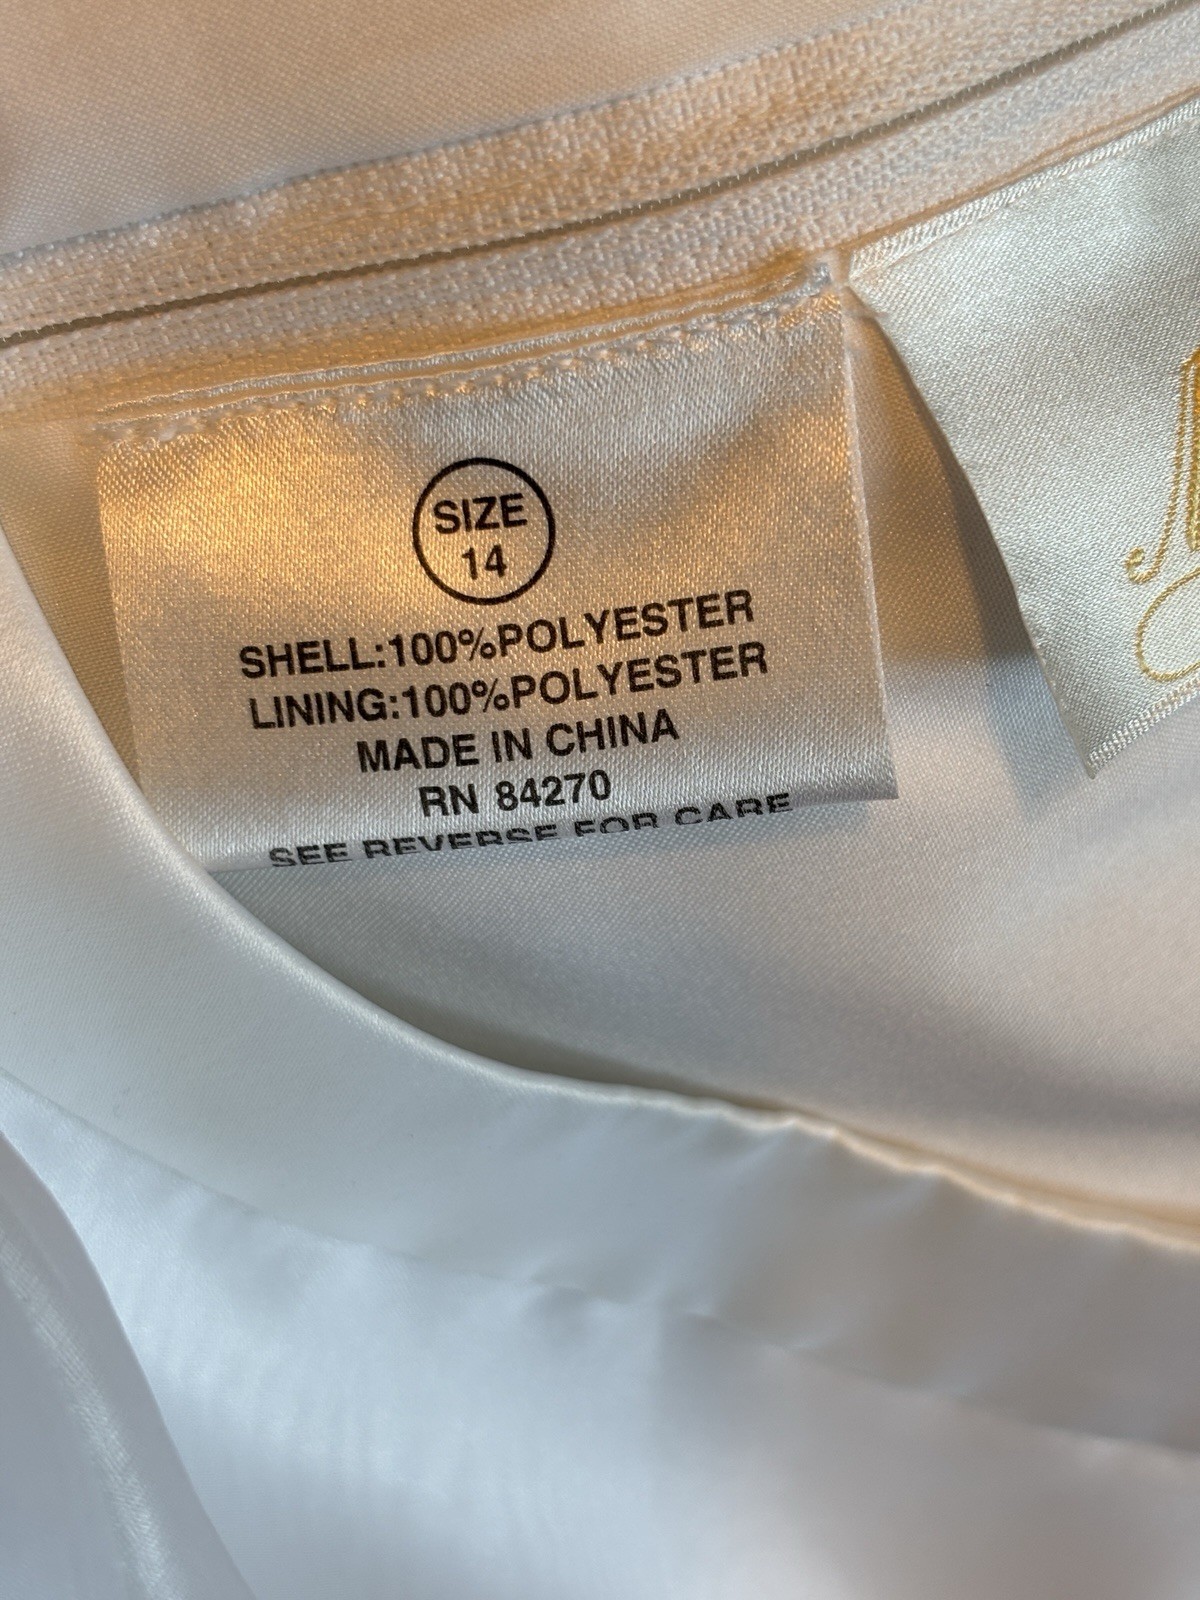 SIZE
14
SHELL:100%POLYESTER
LINING:100%POLYESTER
MADE IN CHINA
RN 84270
SEE REVERSE FOR CARE